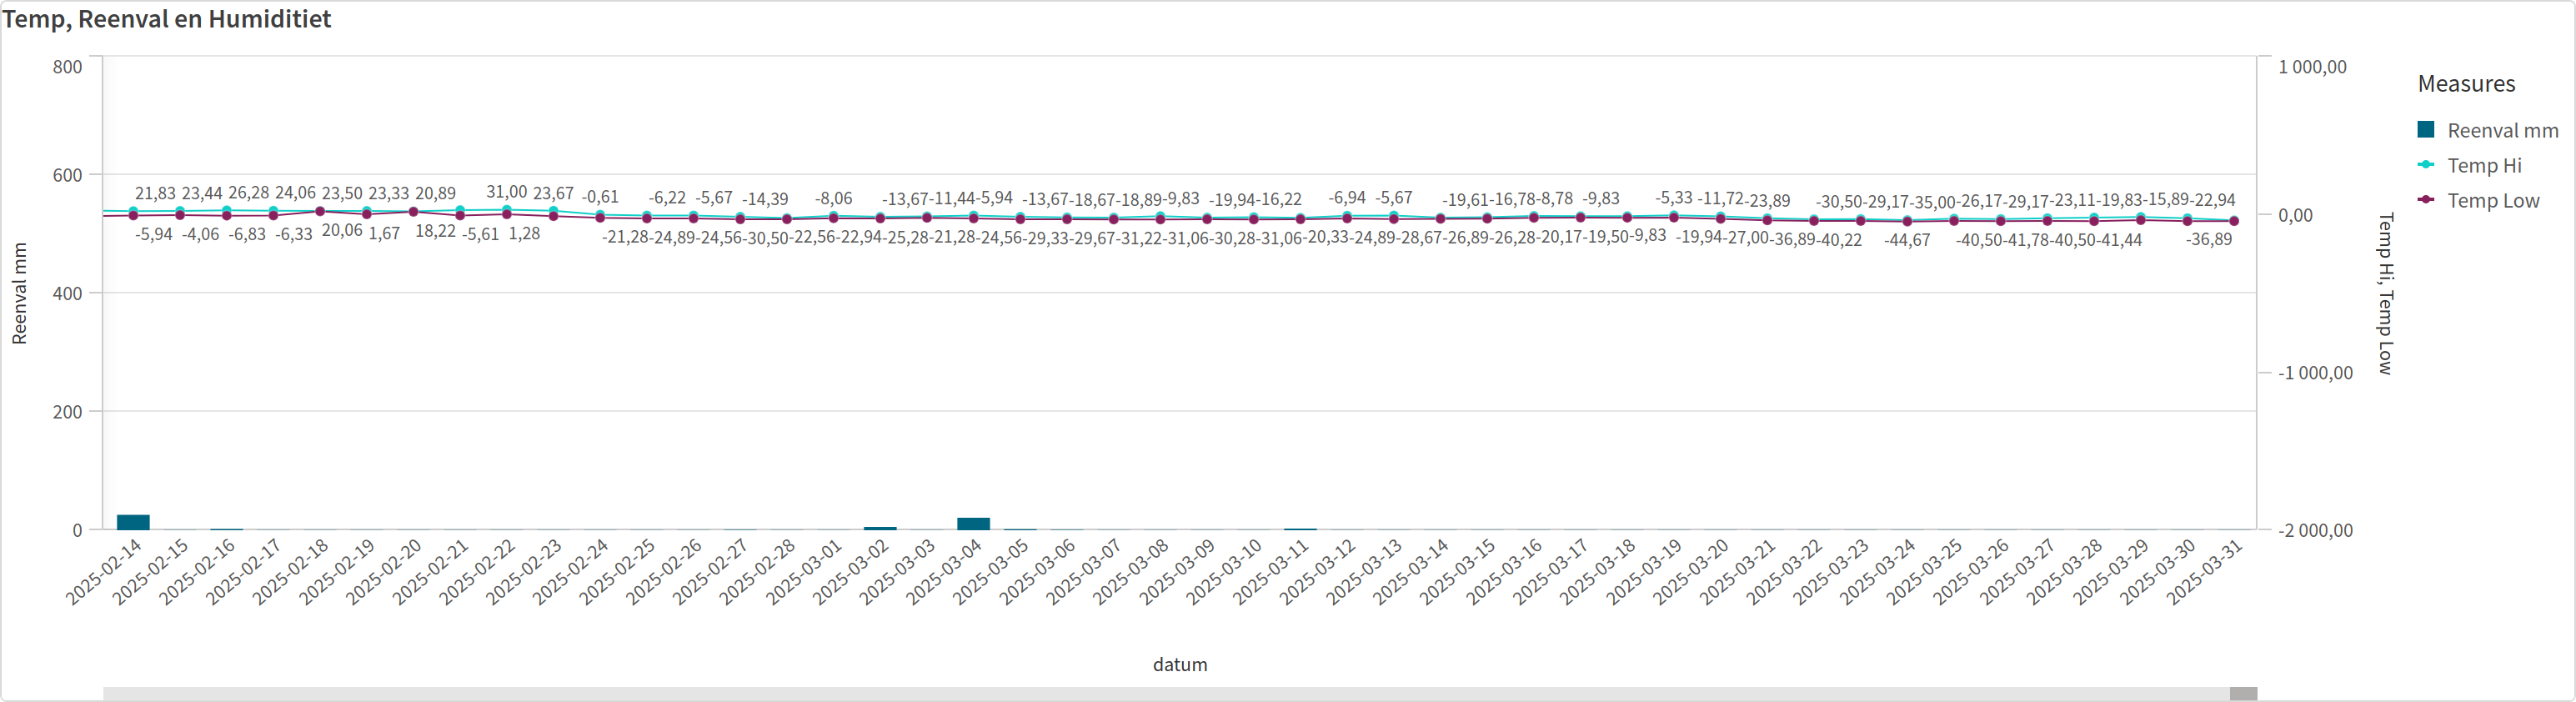 Temp, Reenval en Humiditiet
800
600
400
200
0
Reenval mm
1 000,00
0,00
-1 000,00
-2 000,00
Temp Hi, Temp Low
Measures
Reenval mm
Temp Hi
Temp Low
21,83 23,44 26,28 24,06 23,50 23,33 20,89 31,00 23,67 -0,61 -6,22 -5,67 -14,39 -8,06 -13,67 -11,44 -5,94 -13,67 -18,67 -18,89 -9,83 -19,94 -16,22 -6,94 -5,67 -19,61 -16,78 -8,78 -9,83 -5,33 -11,72 -23,89 -30,50 -29,17 -35,00 -26,17 -29,17 -23,11 -19,83 -15,89 -22,94
-5,94 -4,06 -6,83 -6,33 20,06 1,67 18,22 -5,61 1,28 -21,28 -24,89 -24,56 -30,50 -22,56 -22,94 -25,28 -21,28 -24,56 -29,33 -29,67 -31,22 -31,06 -30,28 -31,06 -20,33 -24,89 -28,67 -26,89 -26,28 -20,17 -19,50 -9,83 -19,94 -27,00 -36,89 -40,22 -44,67 -40,50 -41,78 -40,50 -41,44 -36,89
2025-02-14 2025-02-15 2025-02-16 2025-02-17 2025-02-18 2025-02-19 2025-02-20 2025-02-21 2025-02-22 2025-02-23 2025-02-24 2025-02-25 2025-02-26 2025-02-27 2025-02-28 2025-03-01 2025-03-02 2025-03-03 2025-03-04 2025-03-05 2025-03-06 2025-03-07 2025-03-08 2025-03-09 2025-03-10 2025-03-11 2025-03-12 2025-03-13 2025-03-14 2025-03-15 2025-03-16 2025-03-17 2025-03-18 2025-03-19 2025-03-20 2025-03-21 2025-03-22 2025-03-23 2025-03-24 2025-03-25 2025-03-26 2025-03-27 2025-03-28 2025-03-29 2025-03-30 2025-03-31
datum